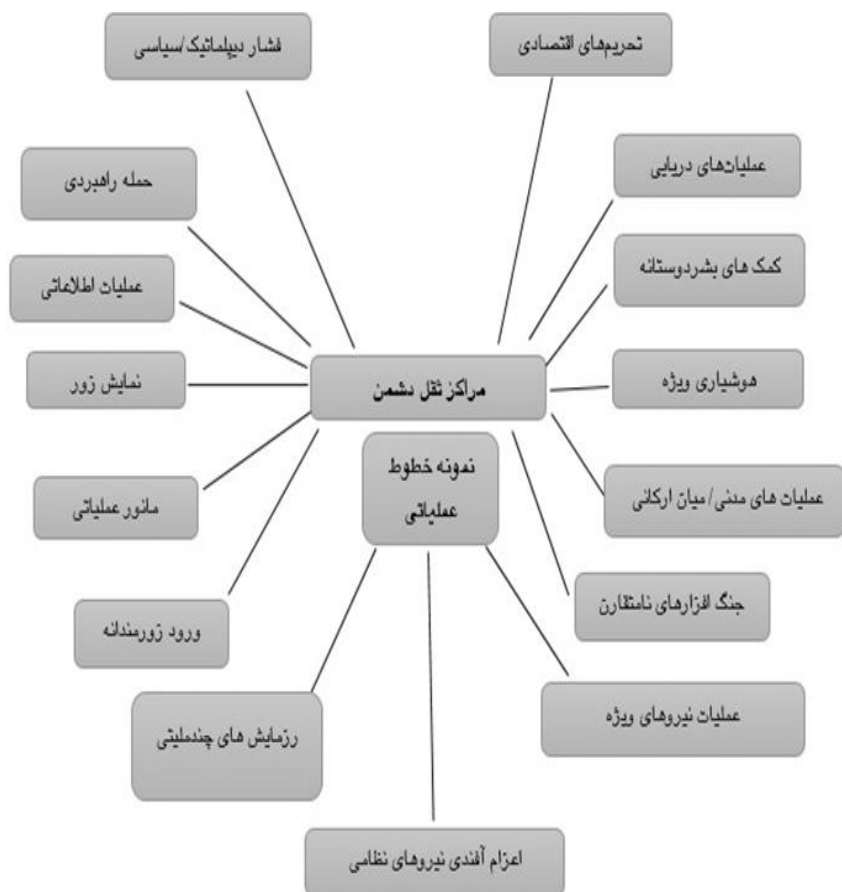 فشار دیپلماتیک/سیاسی
تحریم‌های اقتصادی
عملیات‌های دریایی
حمله راهبردی
کمک های بشردوستانه
عملیات اطلاعاتی
مراکز ثقل دشمن
هوشیاری ویژه
نمایش زور
نمونه خطوط
عملیاتی
عملیات های مدنی/ میان ارکانی
مانور عملیاتی
جنگ افزارهای نامتقارن
ورود زورمندانه
عملیات نیروهای ویژه
رزمایش های چندملیتی
اعزام آفندی نیروهای نظامی